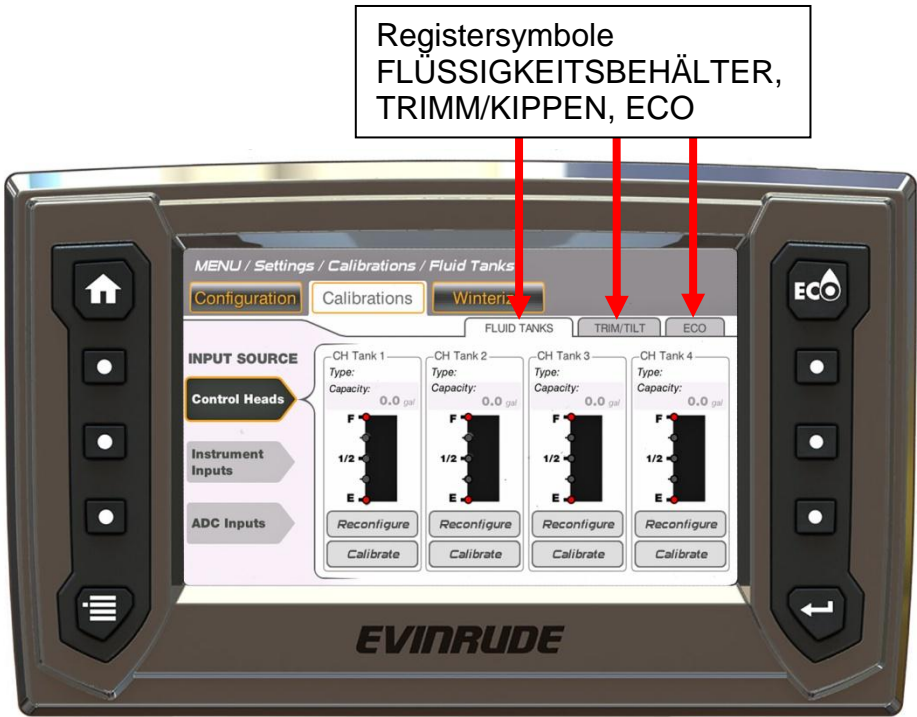 Registersymbole
FLÜSSIGKEITSBEHÄLTER,
TRIMM/KIPPEN, ECO
MENU / Settings / Calibrations / Fluid Tanks
Configuration Calibrations
ECO
FLUID TANKS TRIM/TILT ECO
INPUT SOURCE
CH Tank 1 CH Tank 2 CH Tank 3 CH Tank 4
Type: Type: Type: Type:
Capacity: Capacity: Capacity: Capacity:
Control Heads
0.0 gal 0.0 gal 0.0 gal 0.0 gal
F F F F
Instrument
Inputs
1/2 1/2 1/2 1/2
E E E E
ADC Inputs
Reconfigure Reconfigure Reconfigure Reconfigure
Calibrate Calibrate Calibrate Calibrate
EVINRUDE